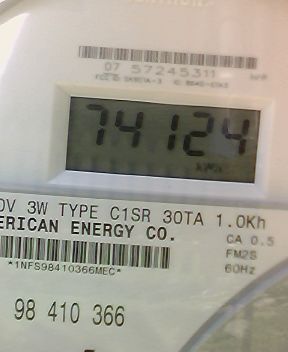 07 57245311
74124
kWh
0V 3W TYPE C1SR 30TA 1.0Kh
ERICAN ENERGY CO.
CA 0.5
FM2S
*1NFS98410366MEC*
60Hz
98 410 366